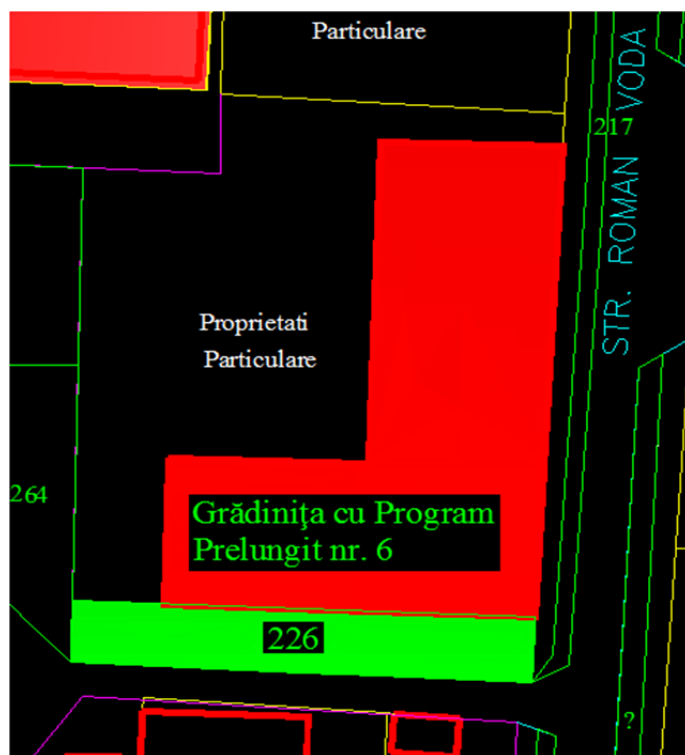 Particulare
217
STR. ROMAN VODA
Proprietati
Particulare
264
Grădiniţa cu Program
Prelungit nr. 6
226
?